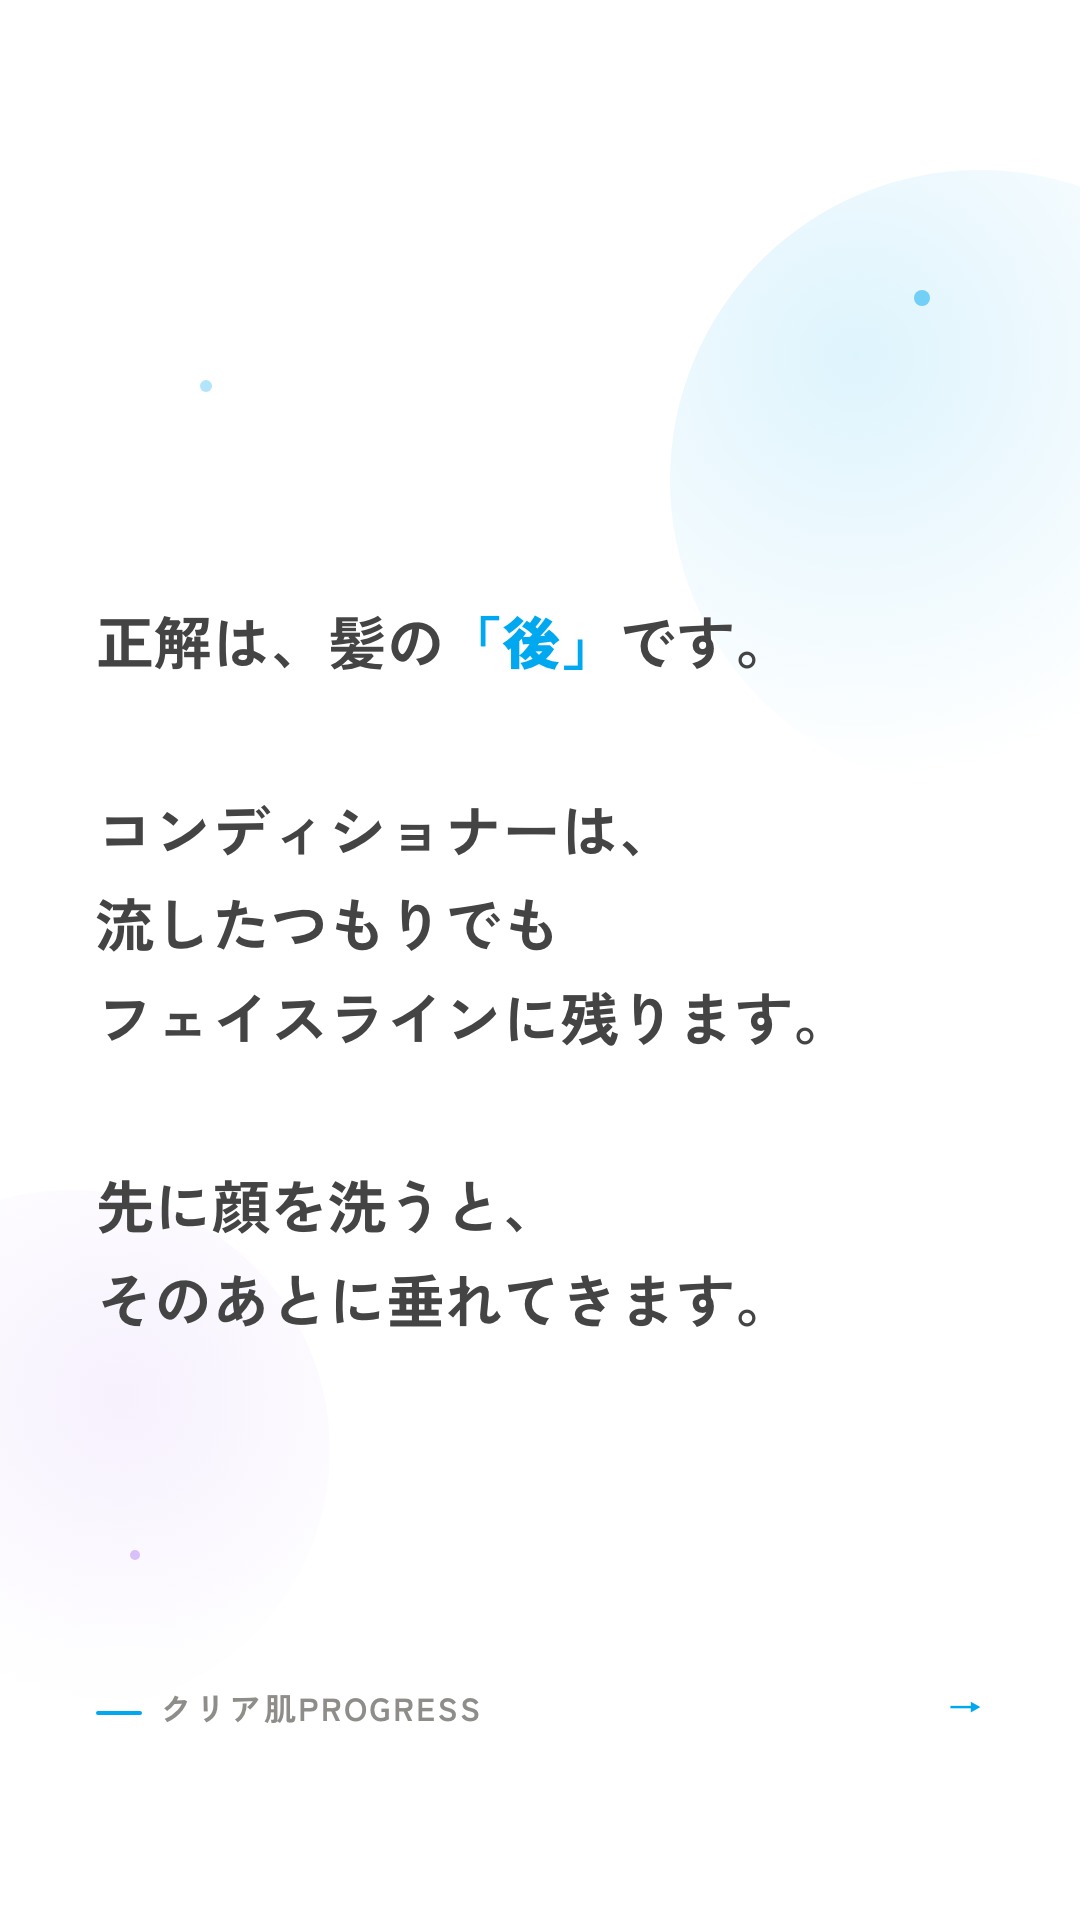 正解は、髪の「後」です。
コンディショナーは、
流したつもりでも
フェイスラインに残ります。
先に顔を洗うと、
そのあとに垂れてきます。
クリア肌PROGRESS
→